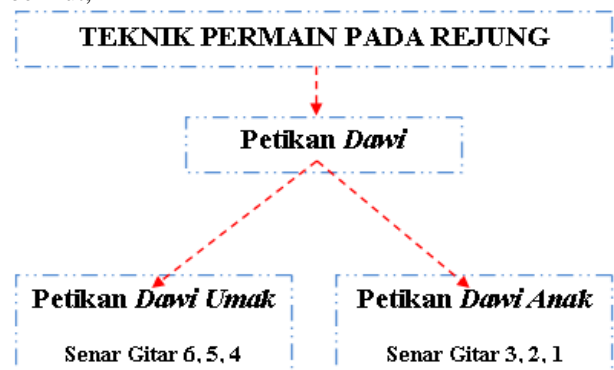 TEKNIK PERMAIN PADA REJUNG
Petikan Dawi
Petikan Dawi Umak
Senar Gitar 6, 5, 4
Petikan Dawi Anak
Senar Gitar 3, 2, 1